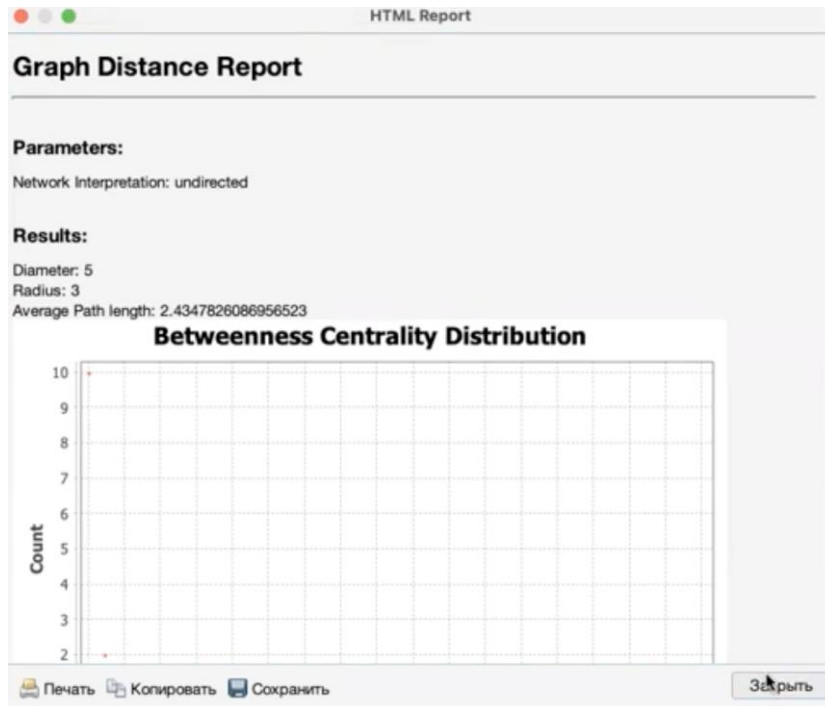 HTML Report
Graph Distance Report
Parameters:
Network Interpretation: undirected
Results:
Diameter: 5
Radius: 3
Average Path length: 2.4347826086956523
Betweenness Centrality Distribution
10
9
8
7
6
5
4
3
2
Count
Печать Копировать Сохранить Закрыть